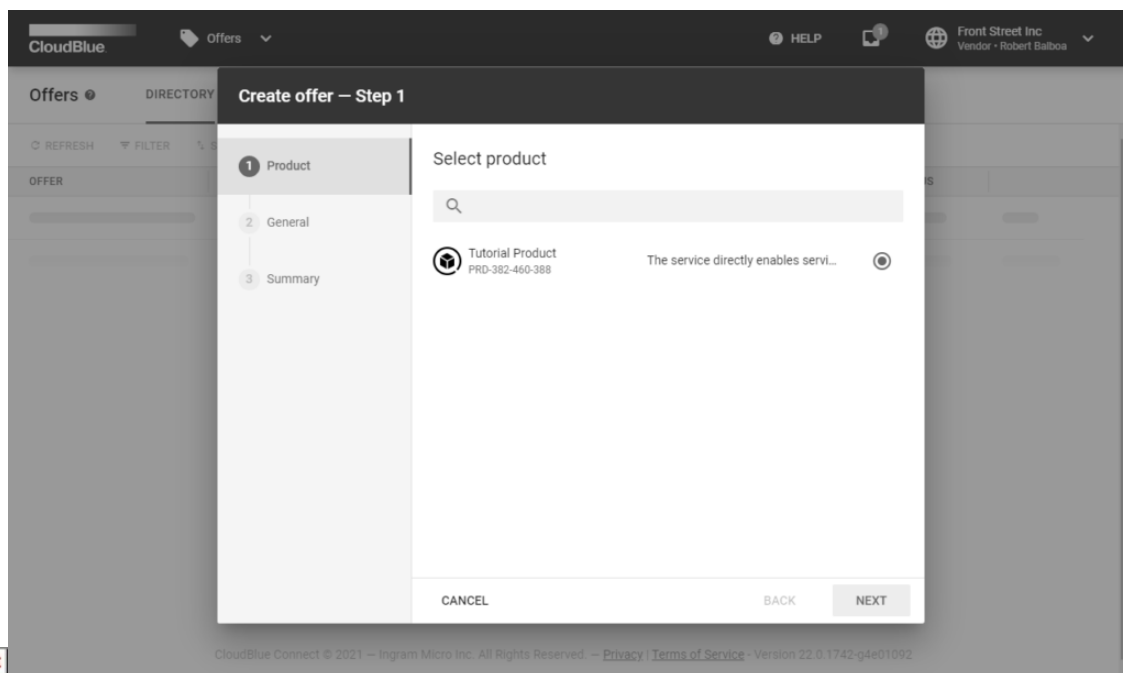 CloudBlue.
Offers
HELP
1
Front Street Inc
Vendor • Robert Balboa
Offers
DIRECTORY
Create offer — Step 1
REFRESH
FILTER
OFFER
1 Product
2 General
3 Summary
Select product
Tutorial Product
PRD-382-460-388
The service directly enables servi...
CANCEL
BACK
NEXT
CloudBlue Connect © 2021 — Ingram Micro Inc. All Rights Reserved. — Privacy | Terms of Service - Version 22.0.1742-g4e01092